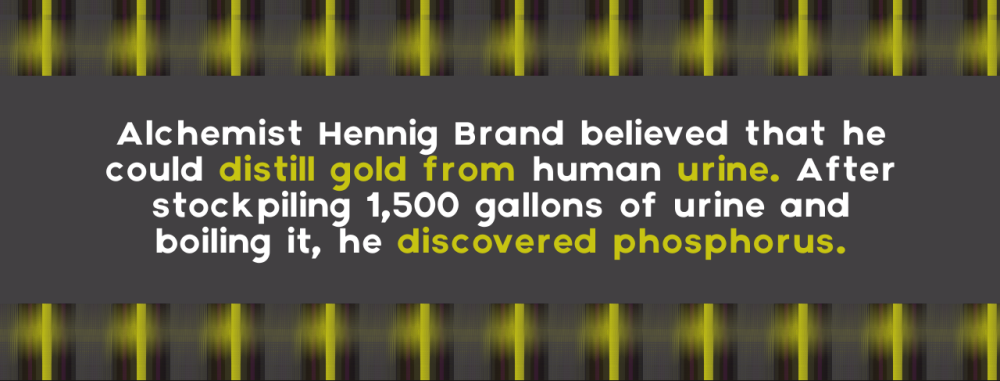 Alchemist Hennig Brand believed that he
could distill gold from human urine. After
stockpiling 1,500 gallons of urine and
boiling it, he discovered phosphorus.